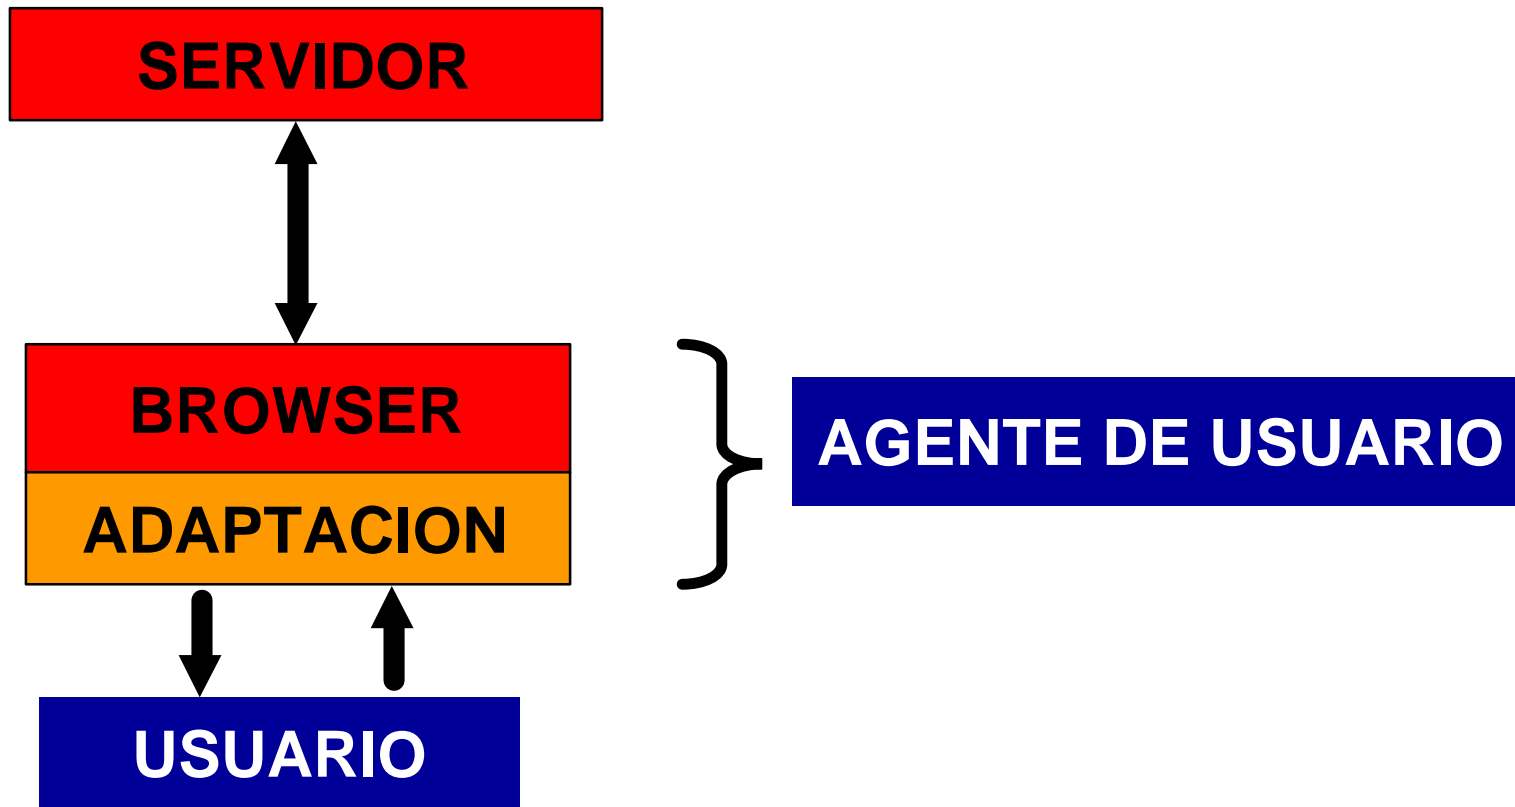 SERVIDOR
BROWSER
ADAPTACION
AGENTE DE USUARIO
USUARIO